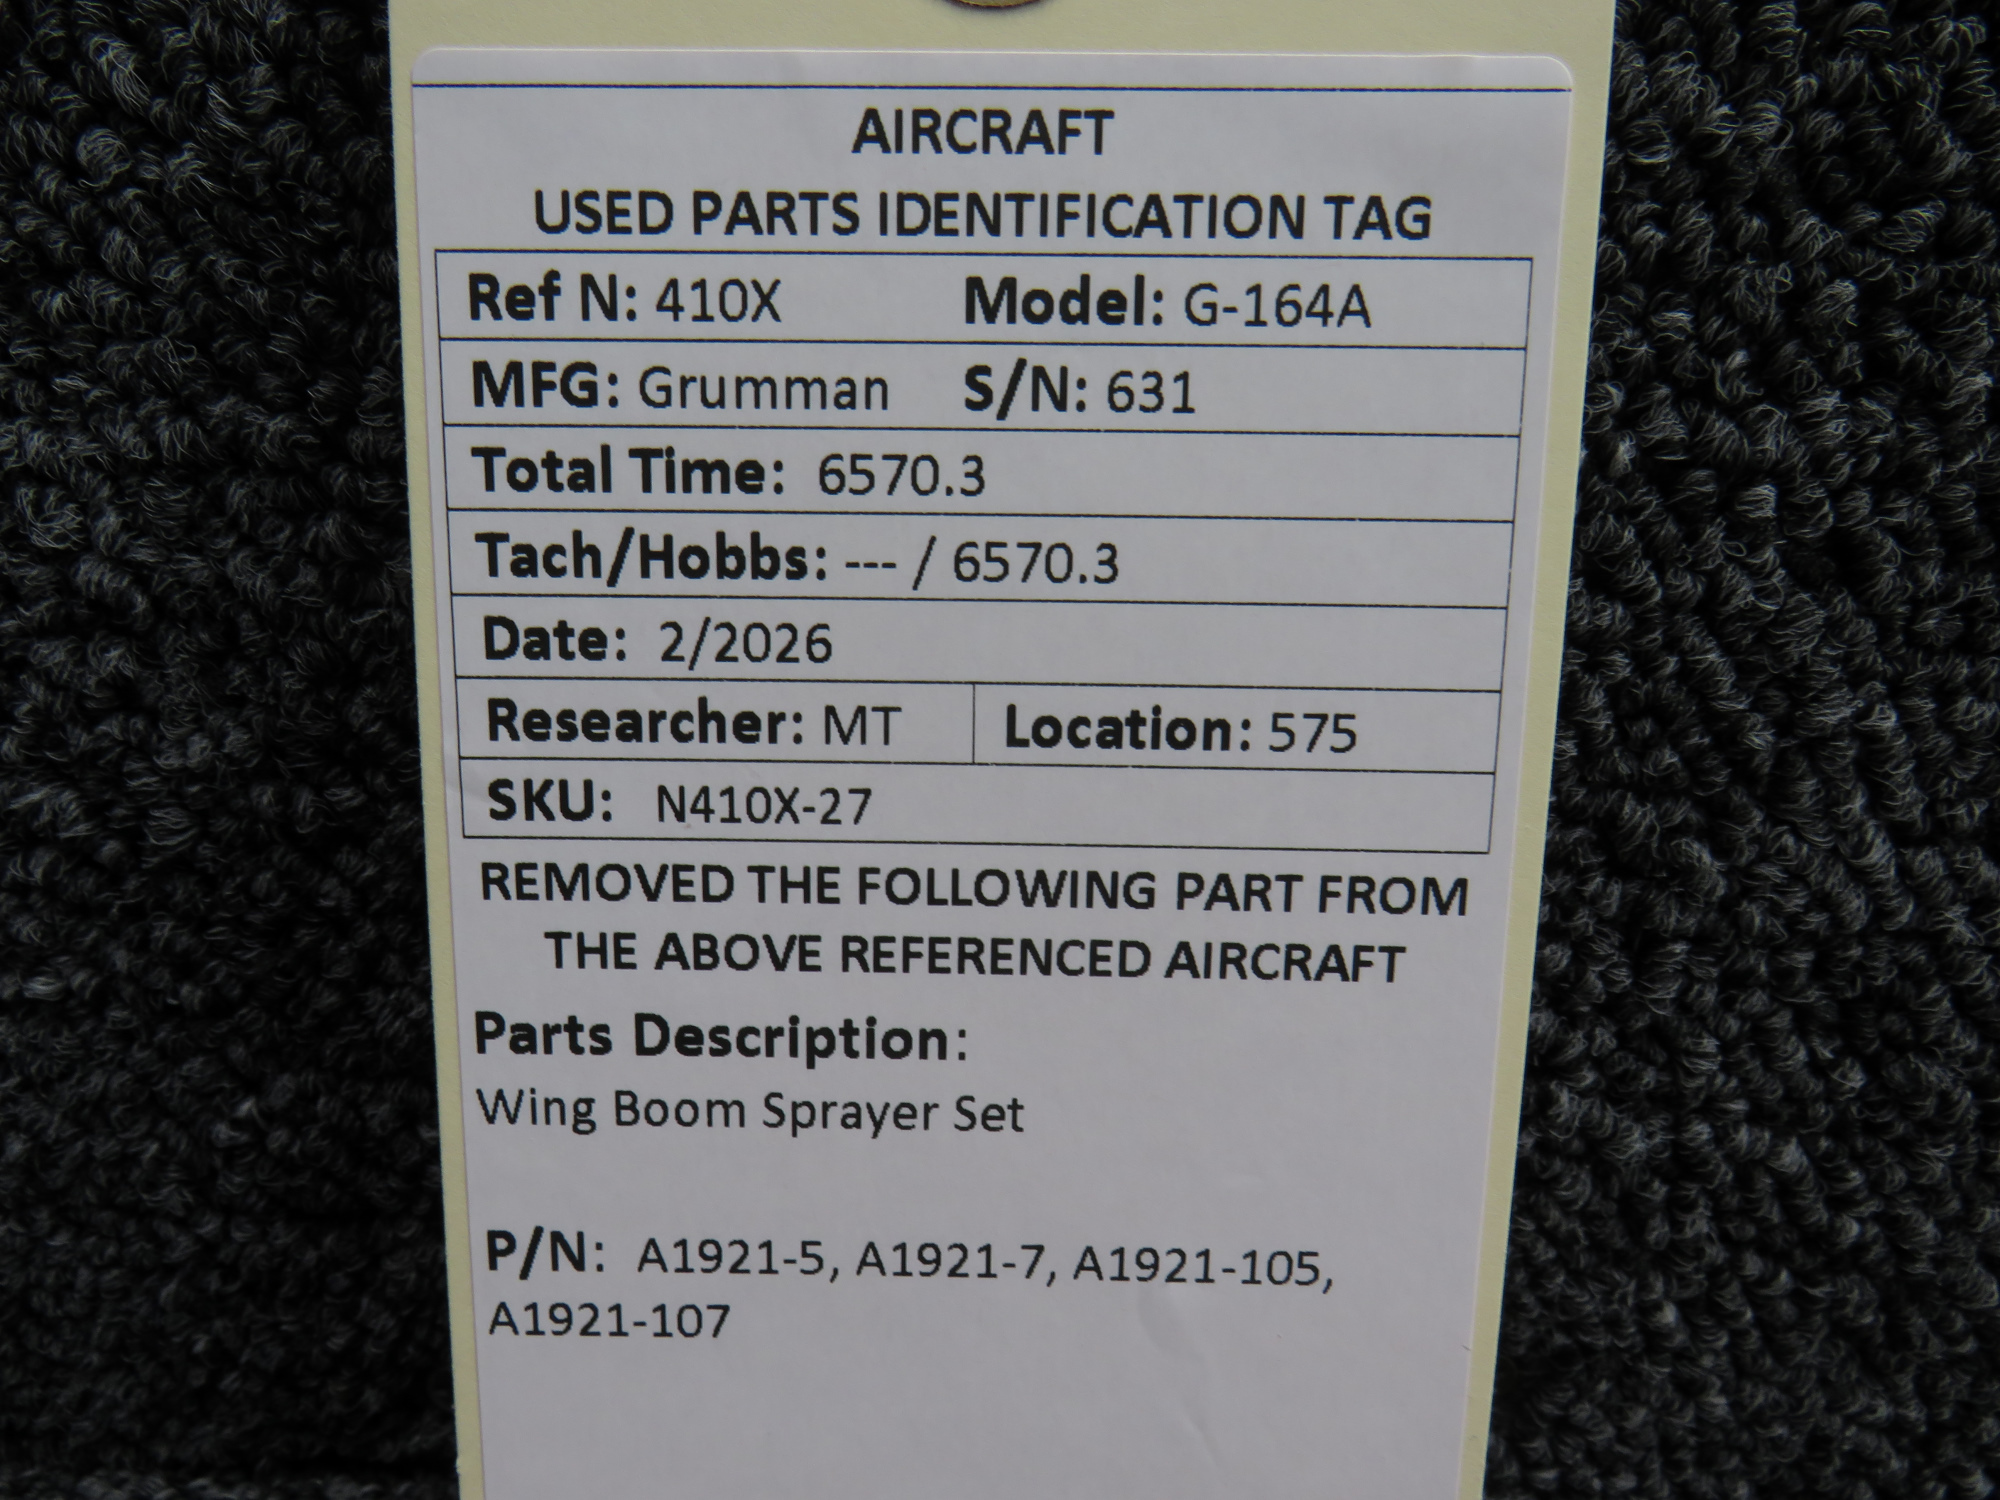 AIRCRAFT
USED PARTS IDENTIFICATION TAG
Ref N: 410X Model: G-164A
MFG: Grumman S/N: 631
Total Time: 6570.3
Tach/Hobbs: --- / 6570.3
Date: 2/2026
Researcher: MT Location: 575
SKU: N410X-27
REMOVED THE FOLLOWING PART FROM
THE ABOVE REFERENCED AIRCRAFT
Parts Description:
Wing Boom Sprayer Set
P/N: A1921-5, A1921-7, A1921-105,
A1921-107